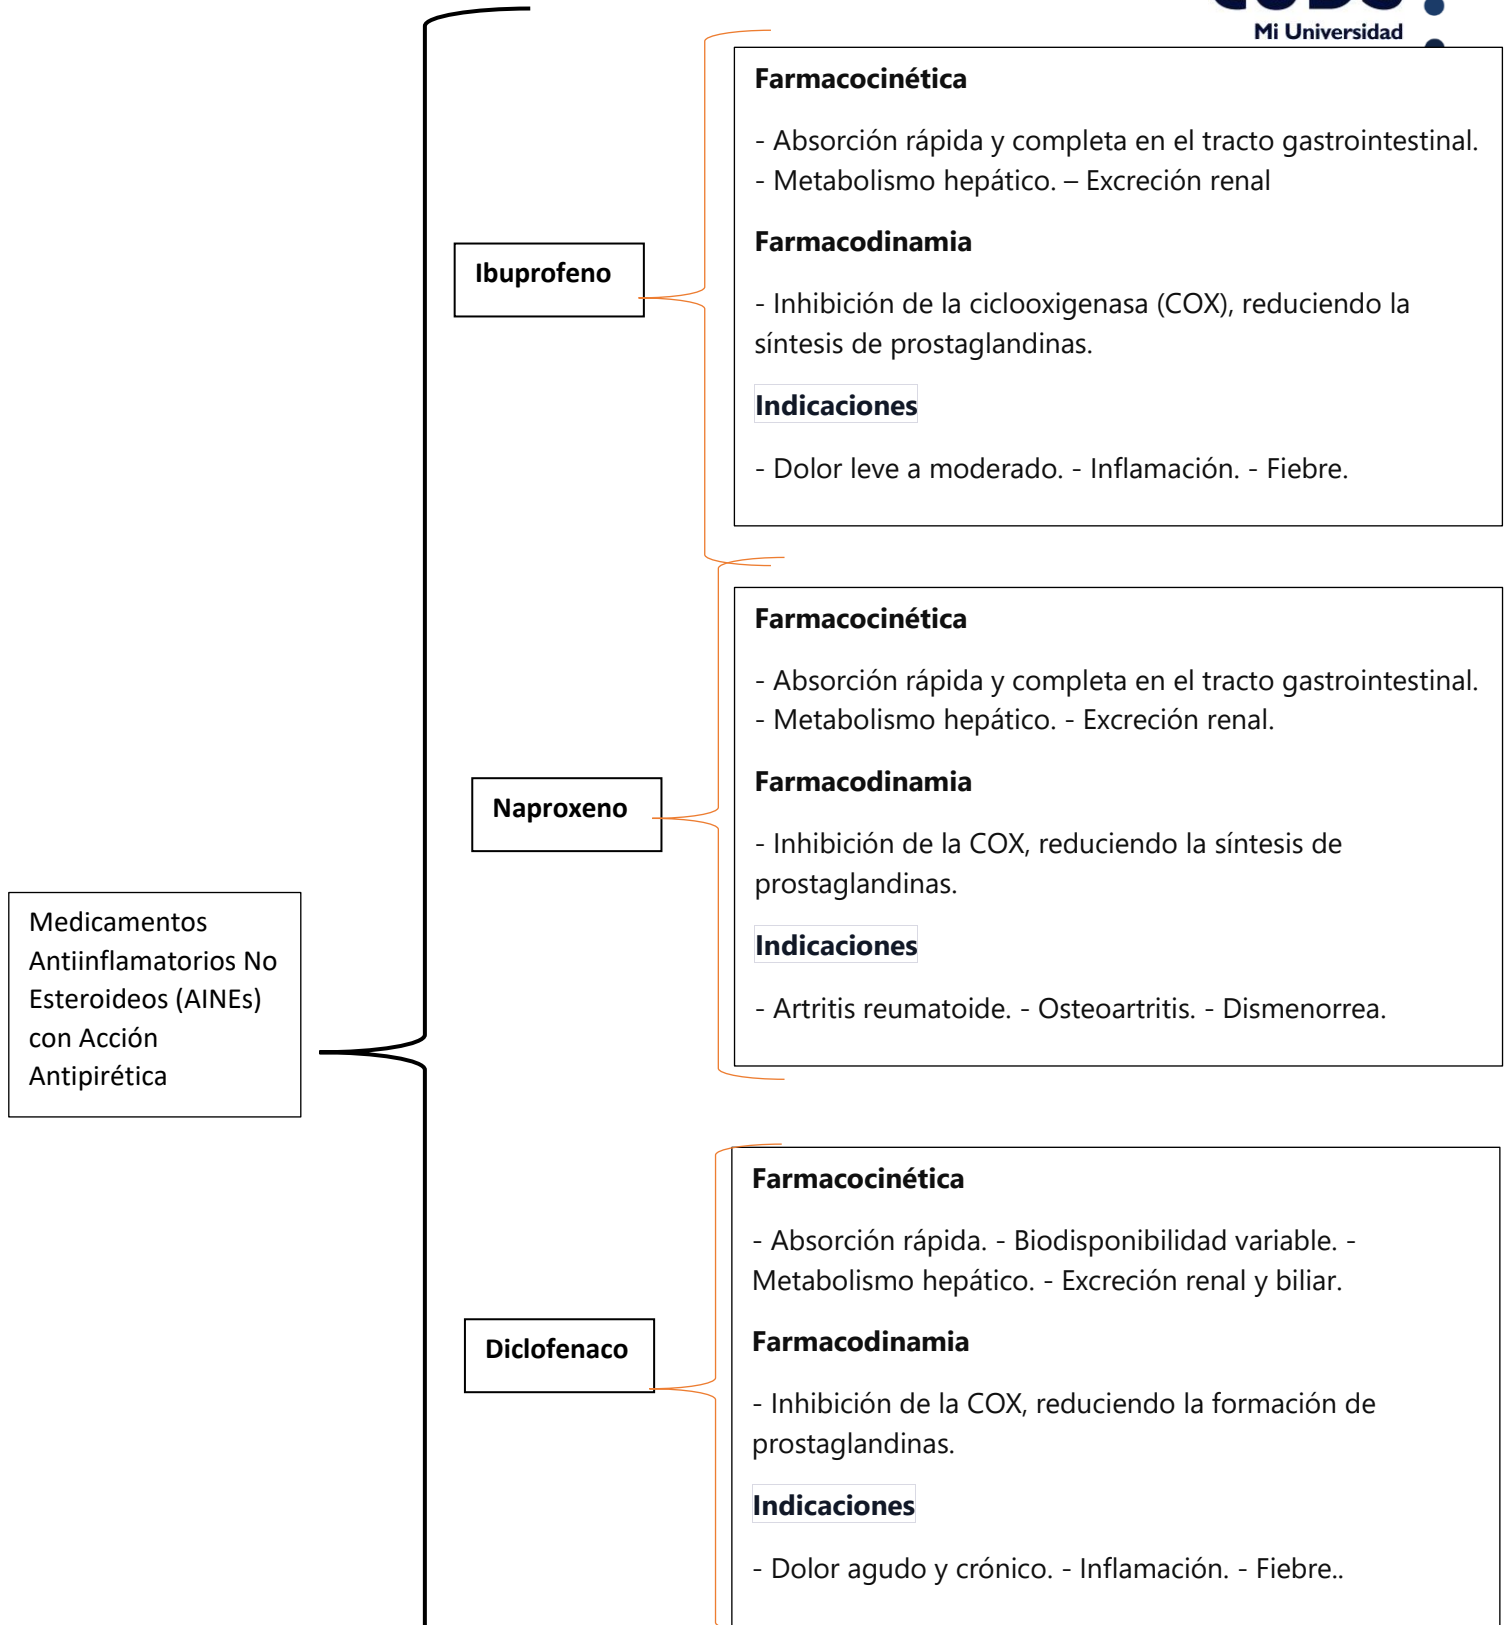 Mi Universidad
Farmacocinética
- Absorción rápida y completa en el tracto gastrointestinal.
- Metabolismo hepático. – Excreción renal
Farmacodinamia
- Inhibición de la ciclooxigenasa (COX), reduciendo la
síntesis de prostaglandinas.
Indicaciones
- Dolor leve a moderado. - Inflamación. - Fiebre.
Ibuprofeno
Farmacocinética
- Absorción rápida y completa en el tracto gastrointestinal.
- Metabolismo hepático. - Excreción renal.
Farmacodinamia
- Inhibición de la COX, reduciendo la síntesis de
prostaglandinas.
Indicaciones
- Artritis reumatoide. - Osteoartritis. - Dismenorrea.
Naproxeno
Medicamentos
Antiinflamatorios No
Esteroideos (AINEs)
con Acción
Antipirética
Farmacocinética
- Absorción rápida. - Biodisponibilidad variable. -
Metabolismo hepático. - Excreción renal y biliar.
Farmacodinamia
- Inhibición de la COX, reduciendo la formación de
prostaglandinas.
Indicaciones
- Dolor agudo y crónico. - Inflamación. - Fiebre..
Diclofenaco